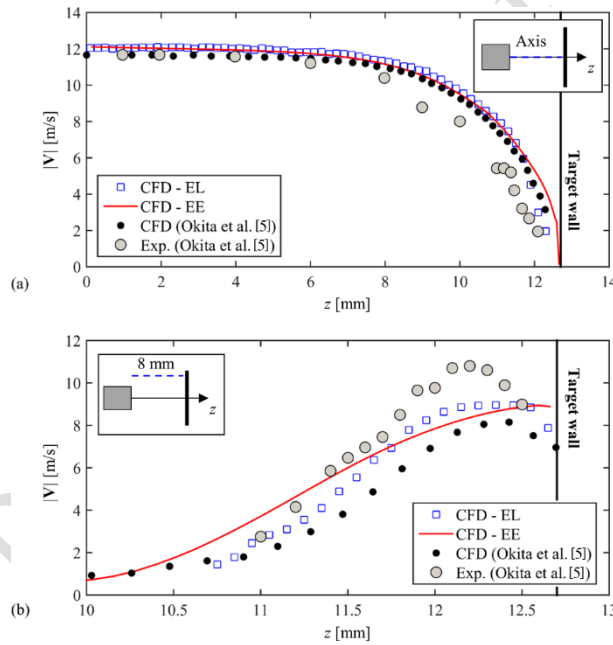 14
12
10
8
6
4
2
0
|V| [m/s]
Axis
z
Target wall
CFD - EL
CFD - EE
CFD (Okita et al. [5])
Exp. (Okita et al. [5])
0 2 4 6 8 10 12 14
z [mm]
(a)
12
10
8
6
4
2
0
|V| [m/s]
8 mm
z
Target wall
CFD - EL
CFD - EE
CFD (Okita et al. [5])
Exp. (Okita et al. [5])
10 10.5 11 11.5 12 12.5 13
z [mm]
(b)